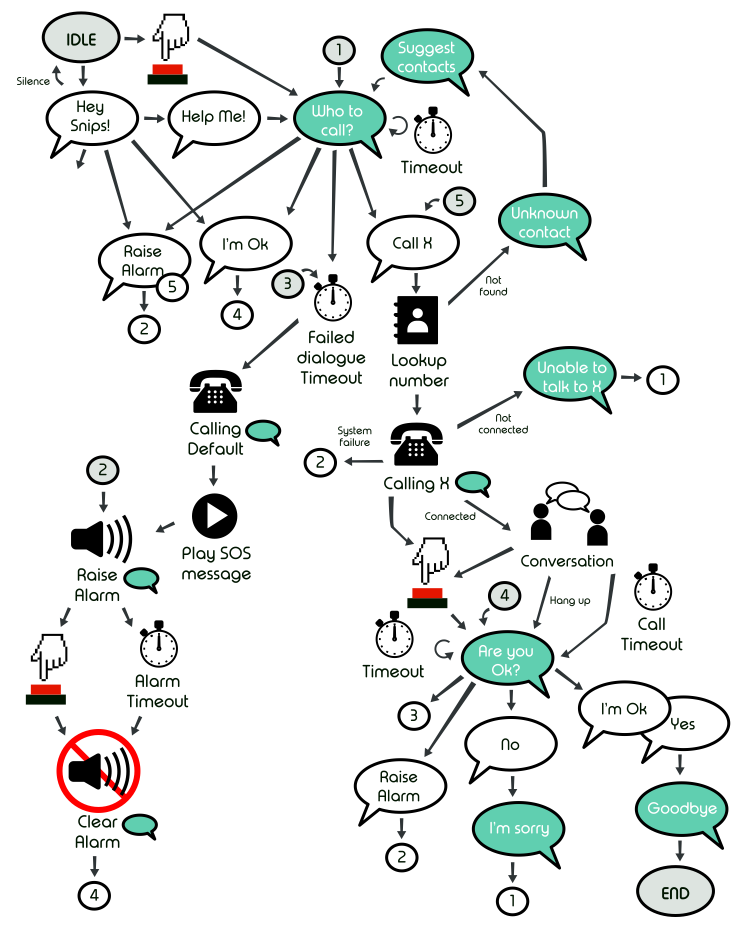 IDLE
1
Suggest
contacts
Silence
Hey
Snips!
Help Me!
Who to
call?
Timeout
5
Unknown
contact
Raise
Alarm
5
I'm Ok
Call X
Not
found
2
4
3
Failed
dialogue
Timeout
Lookup
number
Unable to
talk to X
1
Calling
Default
System
failure
Not
connected
2
2
Calling X
Connected
Play SOS
message
Conversation
Raise
Alarm
4
Hang up
Call
Timeout
Timeout
Are you
Ok?
Alarm
Timeout
3
No
I'm Ok
Yes
Raise
Alarm
Clear
Alarm
I'm sorry
Goodbye
2
4
1
END